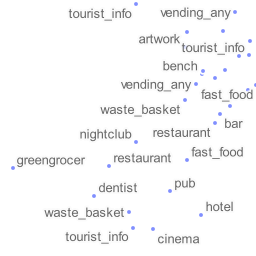 tourist_info
vending_any
artwork
tourist_info
bench
vending_any
fast_food
waste_basket
bar
nightclub
restaurant
fast_food
greengrocer
restaurant
dentist
pub
waste_basket
hotel
tourist_info
cinema